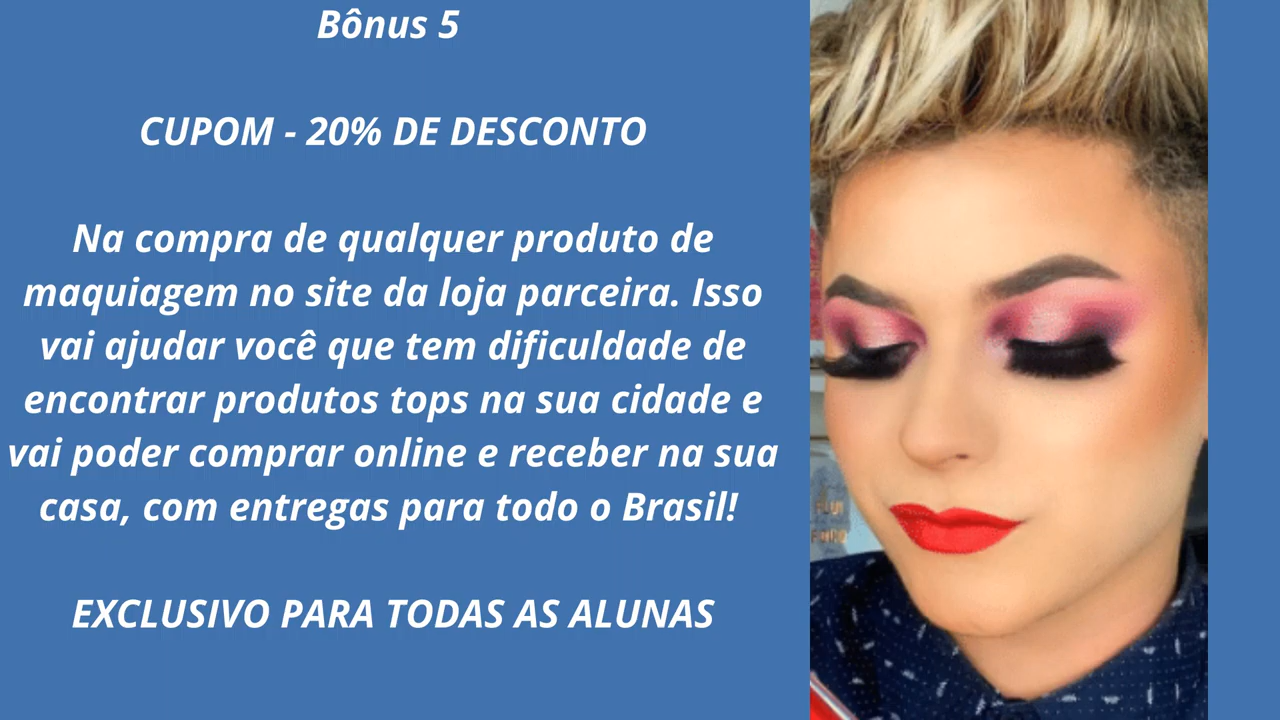 Bônus 5
CUPOM - 20% DE DESCONTO
Na compra de qualquer produto de
maquiagem no site da loja parceira. Isso
vai ajudar você que tem dificuldade de
encontrar produtos tops na sua cidade e
vai poder comprar online e receber na sua
casa, com entregas para todo o Brasil!
EXCLUSIVO PARA TODAS AS ALUNAS